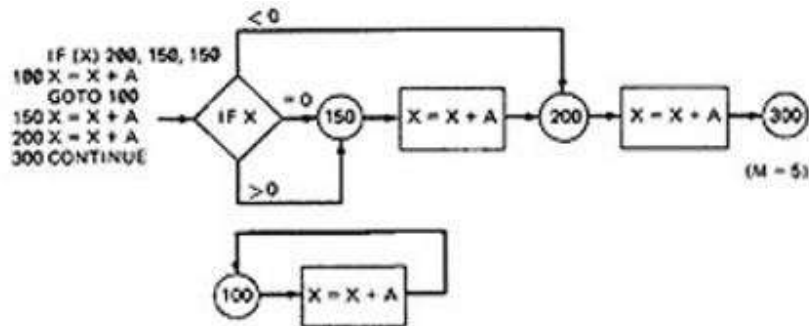 IF (X) 200, 150, 150
100 X = X + A
GOTO 100
150 X = X + A
200 X = X + A
300 CONTINUE
< 0
IF X
= 0
> 0
150
X = X + A
200
X = X + A
300
(M = 5)
100
X = X + A